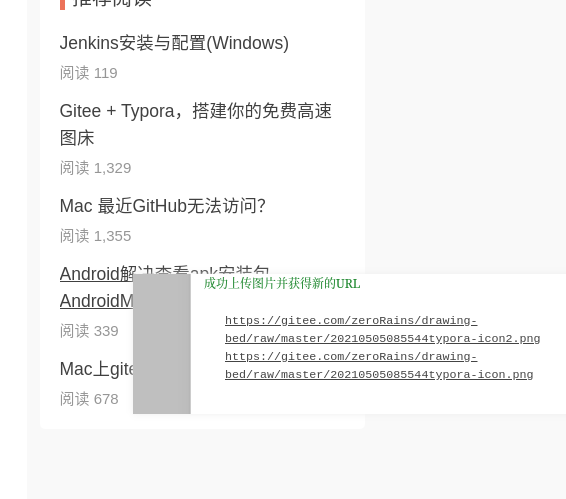 推荐阅读
Jenkins安装与配置(Windows)
阅读 119
Gitee + Typora，搭建你的免费高速
图床
阅读 1,329
Mac 最近GitHub无法访问?
阅读 1,355
Android解决查看apk安装包
AndroidM
阅读 339
Mac上gite
阅读 678
成功上传图片并获得新的URL
https://gitee.com/zeroRains/drawing-
bed/raw/master/20210505085544typora-icon2.png
https://gitee.com/zeroRains/drawing-
bed/raw/master/20210505085544typora-icon.png